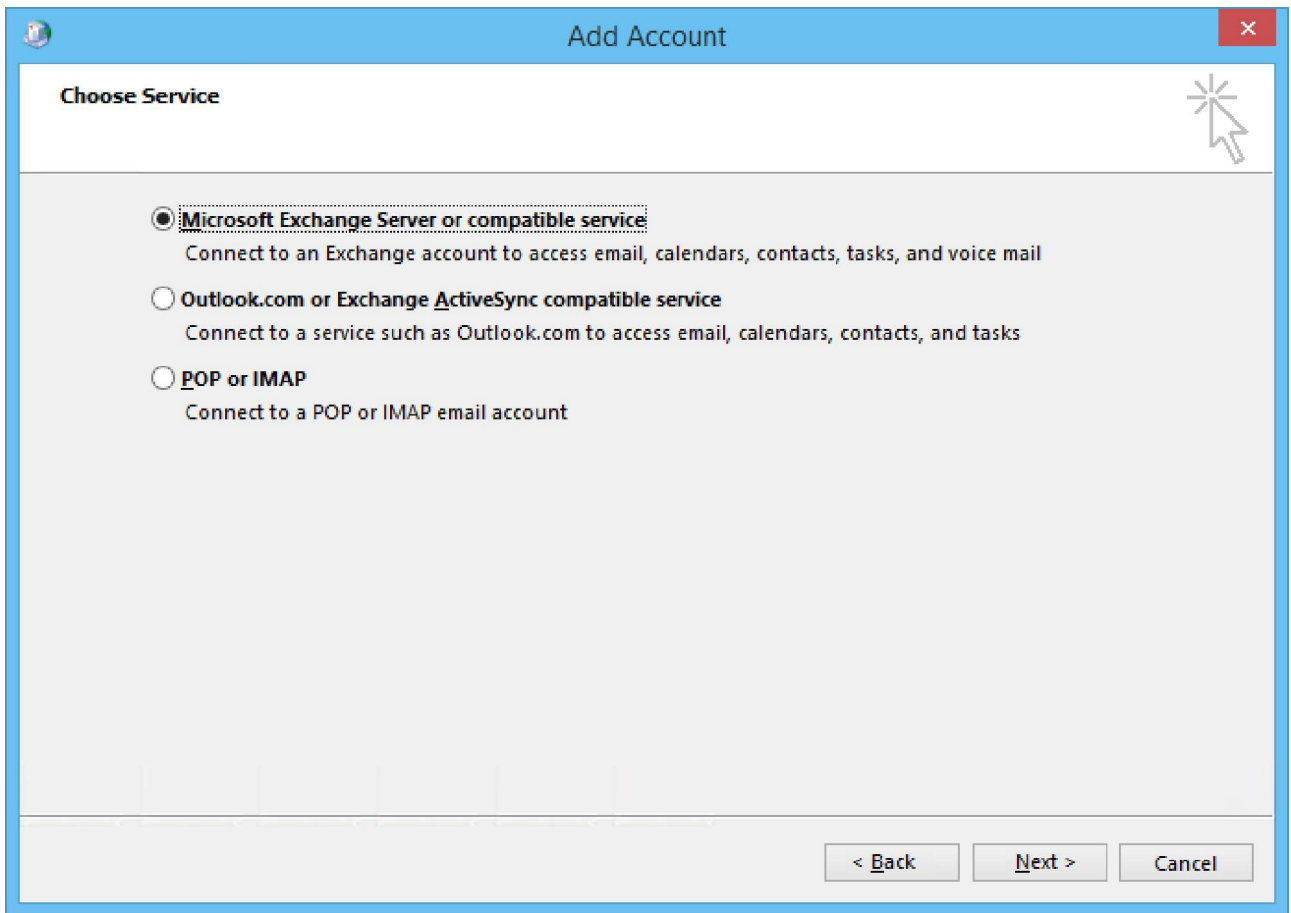 Add Account
Choose Service
Microsoft Exchange Server or compatible service
Connect to an Exchange account to access email, calendars, contacts, tasks, and voice mail
Outlook.com or Exchange ActiveSync compatible service
Connect to a service such as Outlook.com to access email, calendars, contacts, and tasks
POP or IMAP
Connect to a POP or IMAP email account
< Back Next > Cancel